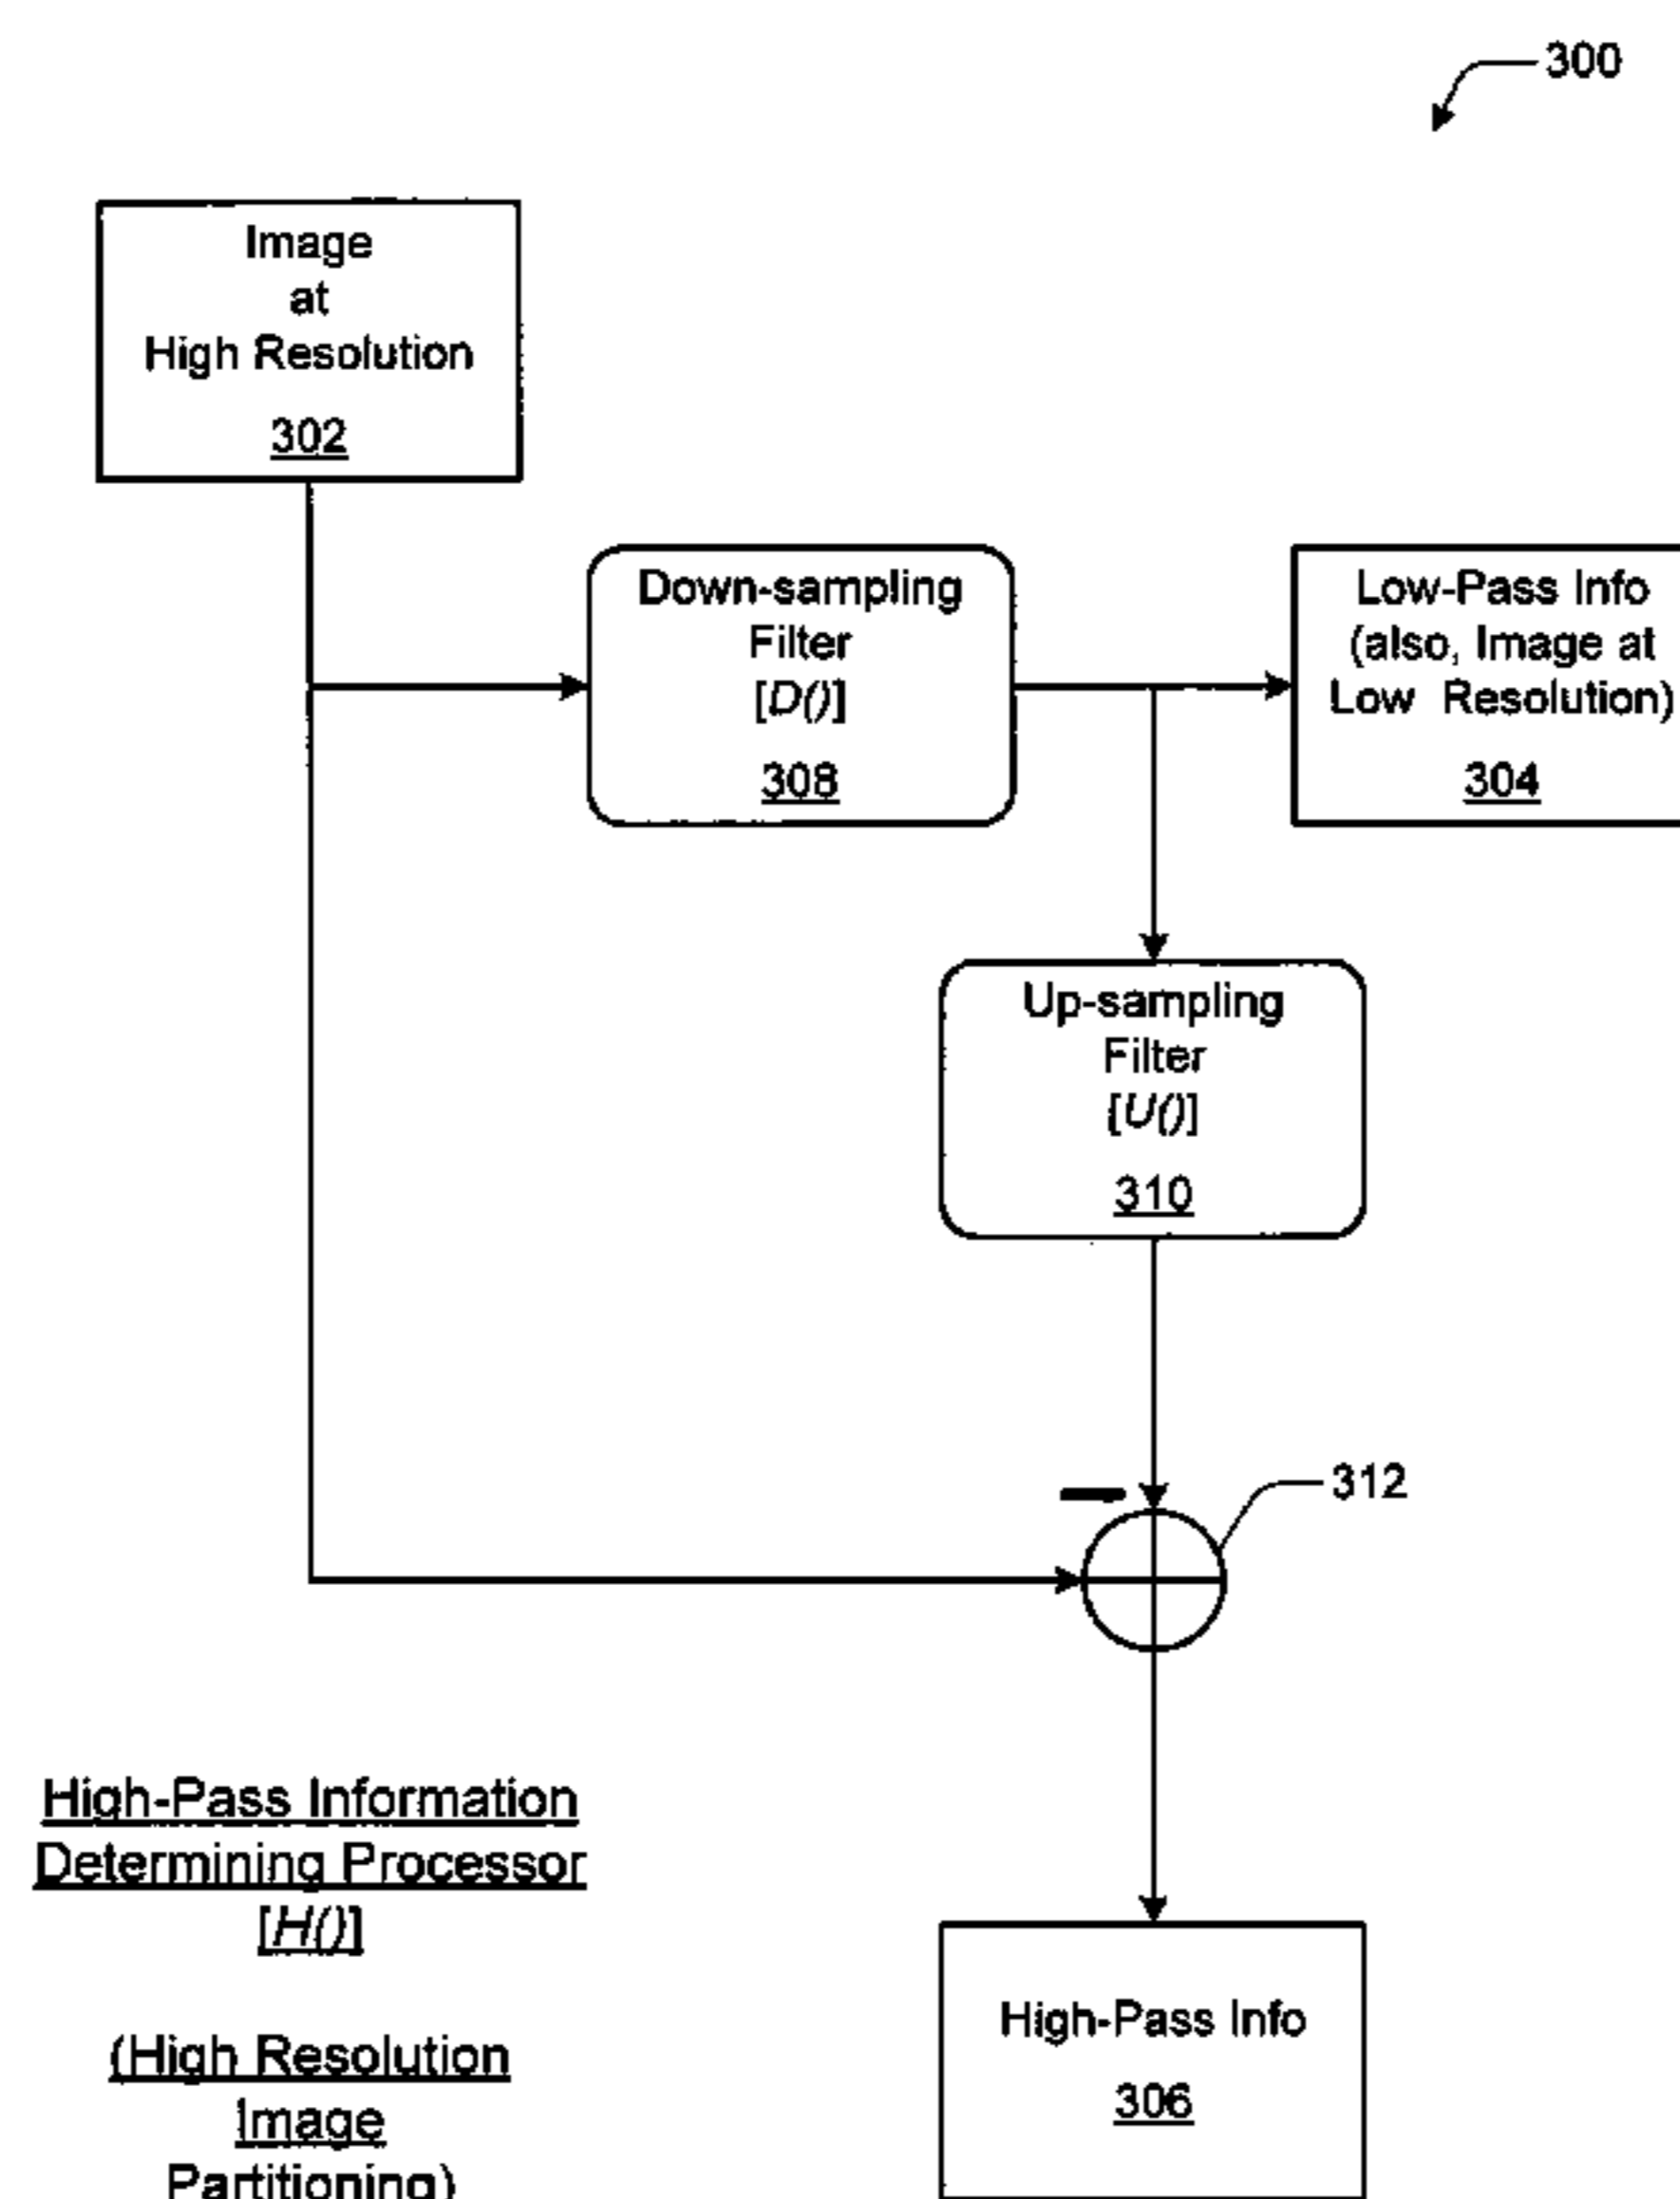 300
Image
at
High Resolution
302
Down-sampling
Filter
[D()]
308
Low-Pass Info
(also, Image at
Low Resolution)
304
Up-sampling
Filter
[U()]
310
312
High-Pass Information
Determining Processor
[H()]
(High Resolution
Image
Partitioning)
High-Pass Info
306